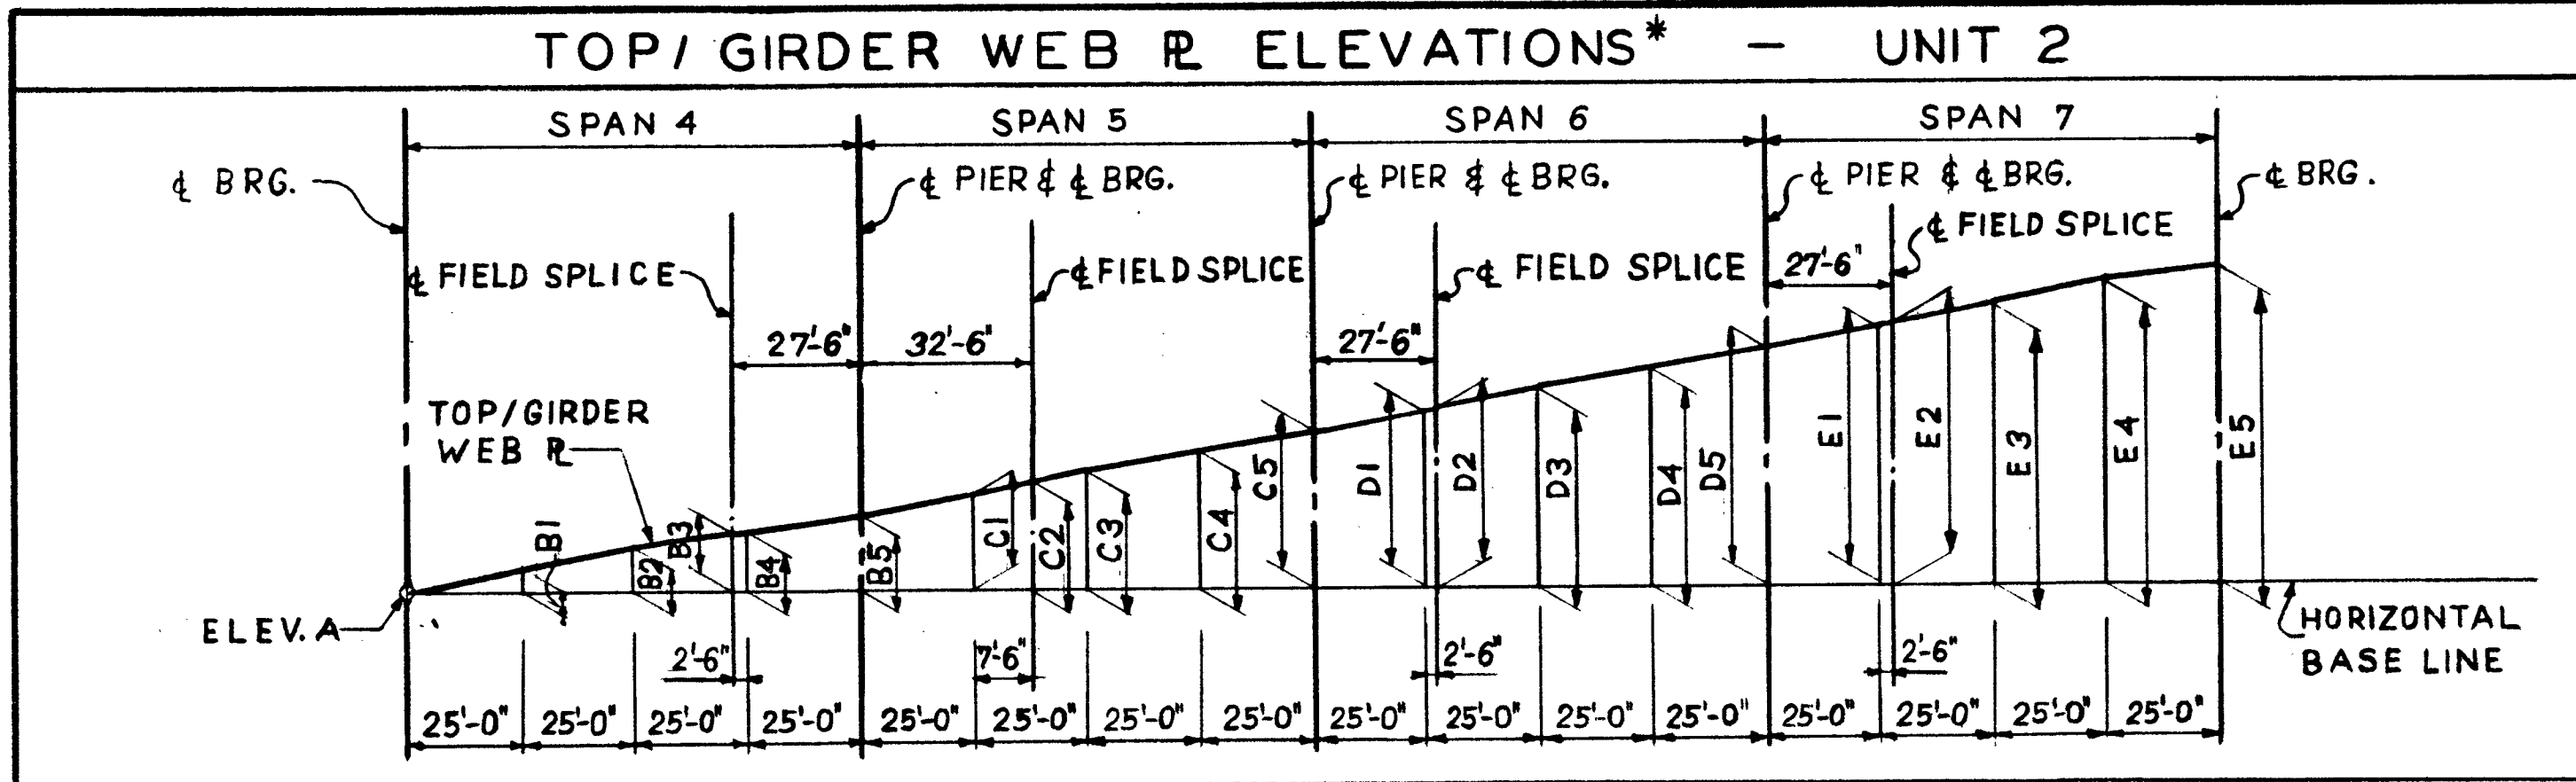 TOP/ GIRDER WEB ℙL ELEVATIONS* - UNIT 2
SPAN 4
SPAN 5
SPAN 6
SPAN 7
℄ BRG.
℄ PIER & ℄ BRG.
℄ PIER & ℄ BRG.
℄ PIER & ℄ BRG.
℄ BRG.
℄ FIELD SPLICE
℄ FIELD SPLICE
℄ FIELD SPLICE
℄ FIELD SPLICE
27'-6"
32'-6"
27'-6"
27'-6"
TOP/GIRDER
WEB ℙL
B1
B2
B3
B4
B5
C1
C2
C3
C4
C5
D1
D2
D3
D4
D5
E1
E2
E3
E4
E5
ELEV. A
HORIZONTAL
BASE LINE
2'-6"
7'-6"
2'-6"
2'-6"
25'-0" 25'-0" 25'-0" 25'-0" 25'-0" 25'-0" 25'-0" 25'-0" 25'-0" 25'-0" 25'-0" 25'-0" 25'-0" 25'-0" 25'-0" 25'-0"